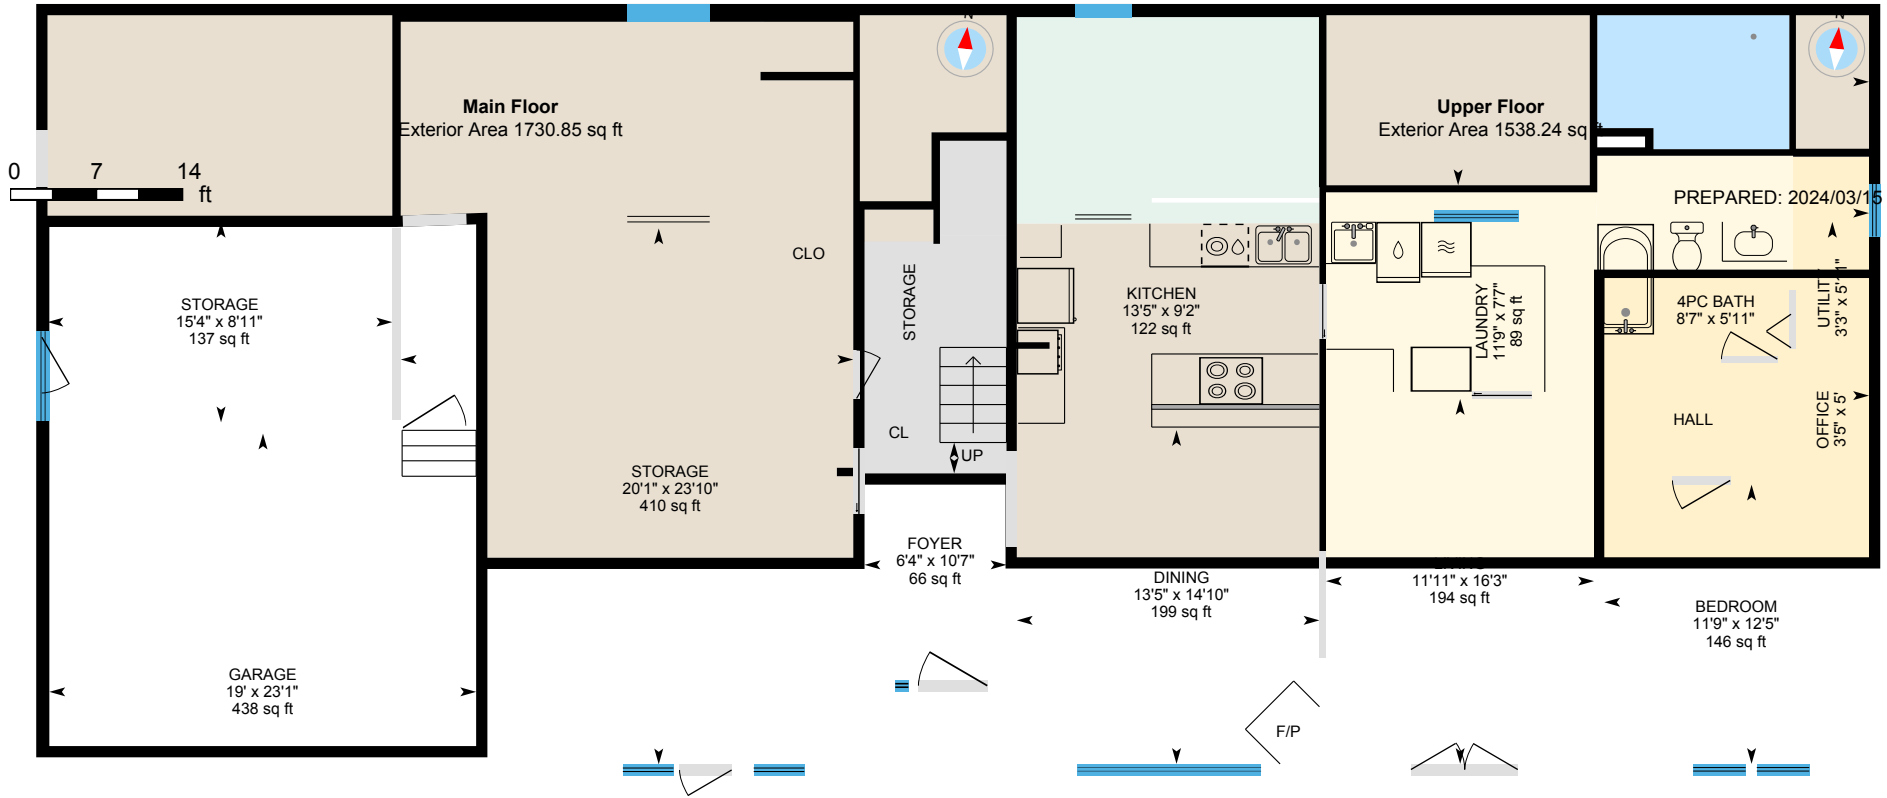 N
N
Main Floor
Exterior Area 1730.85 sq ft
Upper Floor
Exterior Area 1538.24 sq ft
0 7 14
ft
PREPARED: 2024/03/15
STORAGE
15'4" x 8'11"
137 sq ft
CLO
STORAGE
CL
UP
STORAGE
20'1" x 23'10"
410 sq ft
KITCHEN
13'5" x 9'2"
122 sq ft
LAUNDRY
11'9" x 7'7"
89 sq ft
4PC BATH
8'7" x 5'11"
UTILITY
3'3" x 5'11"
OFFICE
3'5" x 5'
HALL
FOYER
6'4" x 10'7"
66 sq ft
DINING
13'5" x 14'10"
199 sq ft
11'11" x 16'3"
194 sq ft
BEDROOM
11'9" x 12'5"
146 sq ft
GARAGE
19' x 23'1"
438 sq ft
F/P